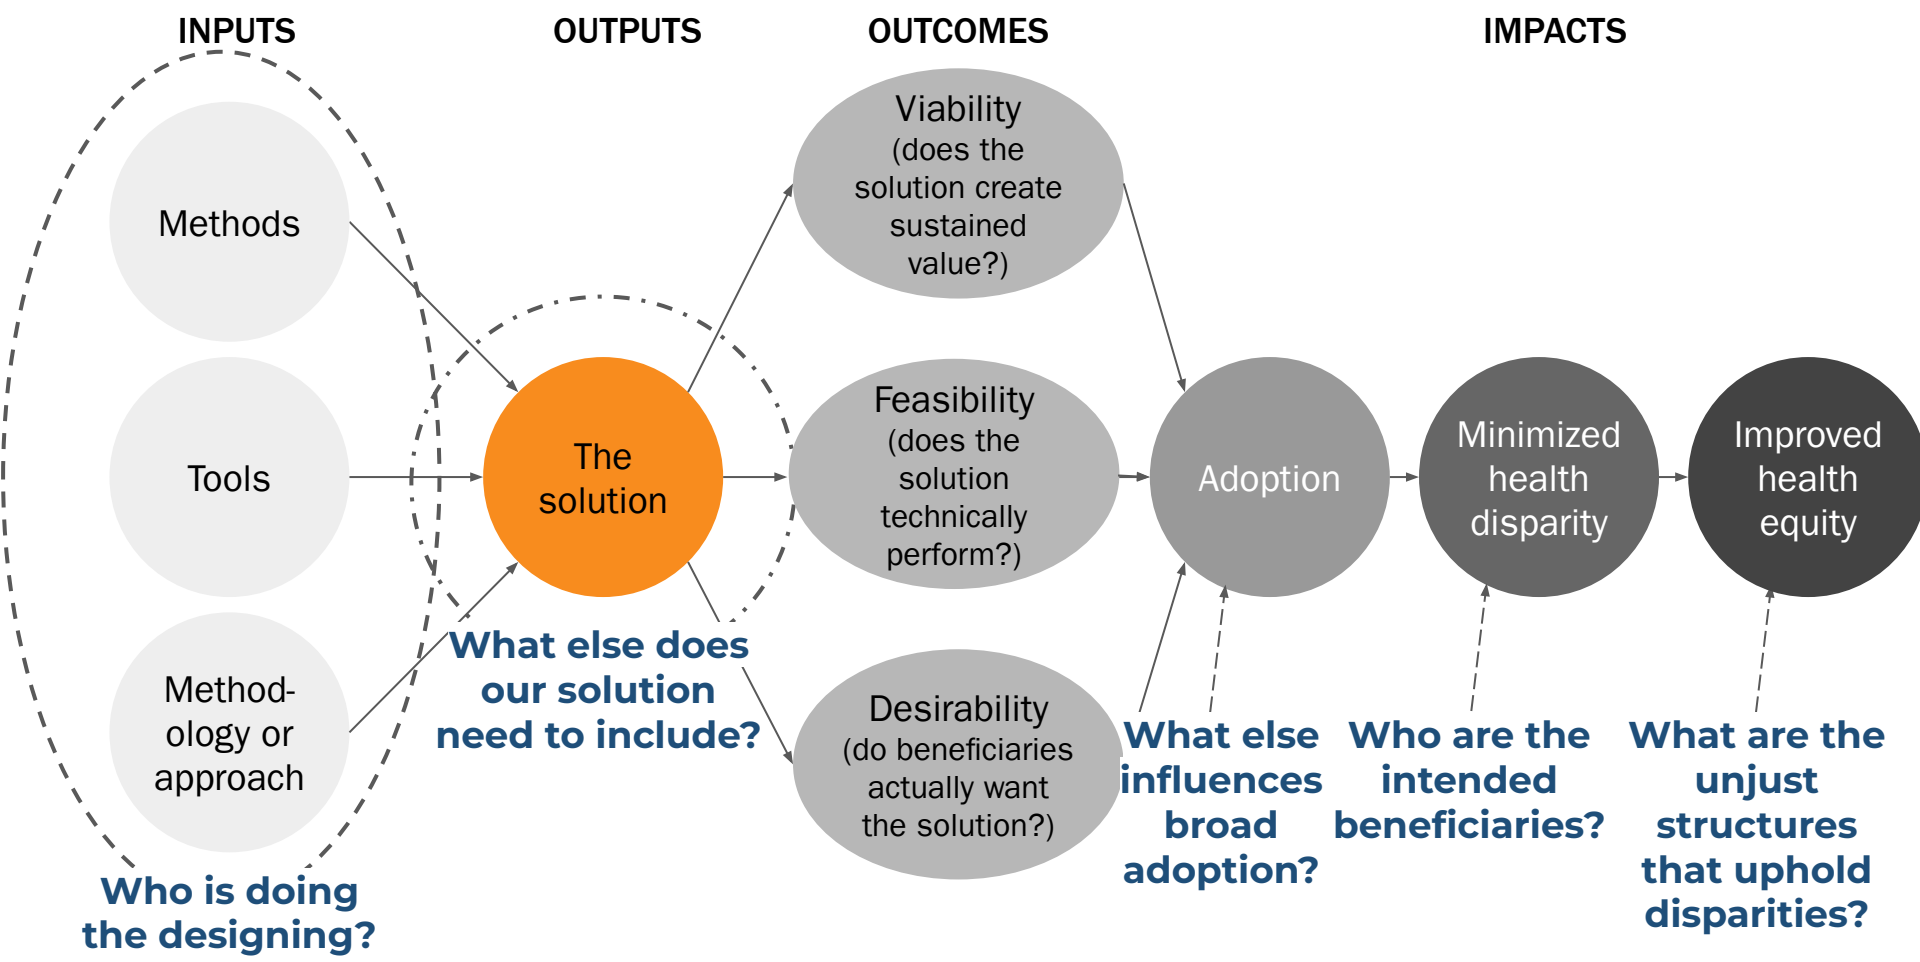 INPUTS
OUTPUTS
OUTCOMES
IMPACTS
Methods
Tools
Method-
ology or
approach
Who is doing
the designing?
The
solution
What else does
our solution
need to include?
Viability
(does the
solution create
sustained
value?)
Feasibility
(does the
solution
technically
perform?)
Desirability
(do beneficiaries
actually want
the solution?)
Adoption
What else
influences
broad
adoption?
Minimized
health
disparity
Who are the
intended
beneficiaries?
Improved
health
equity
What are the
unjust
structures
that uphold
disparities?